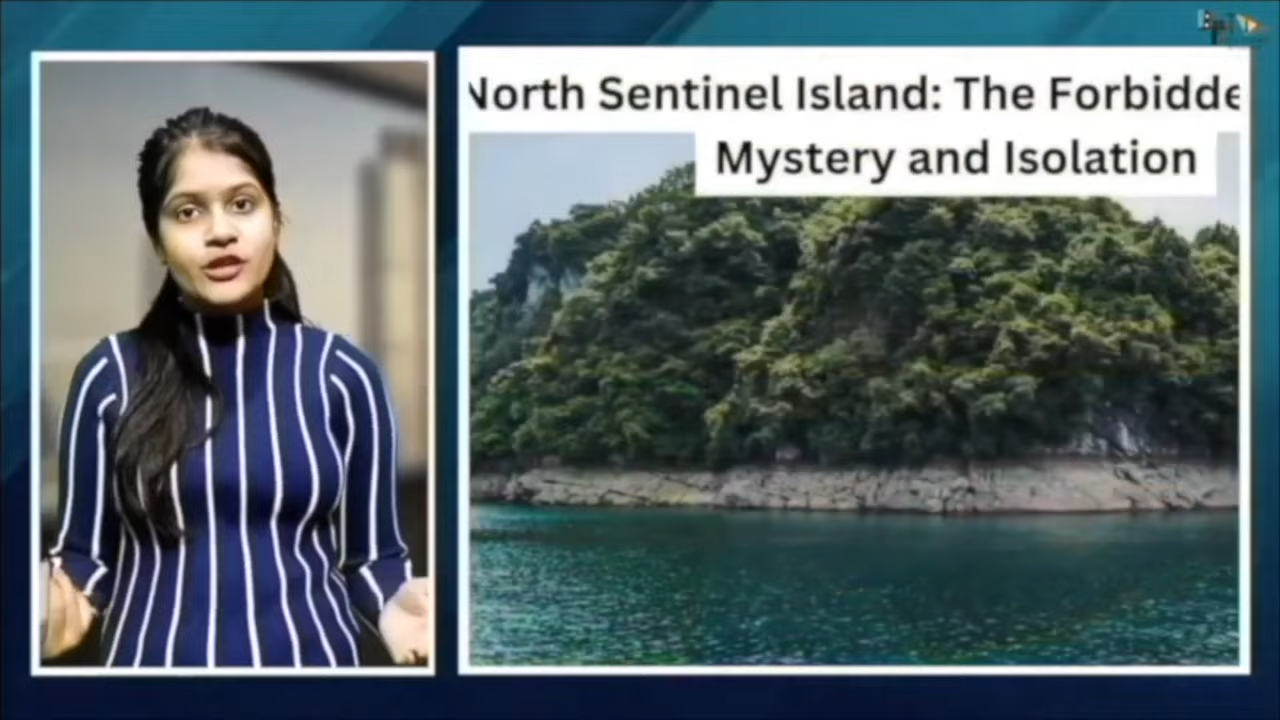 North Sentinel Island: The Forbidde
Mystery and Isolation